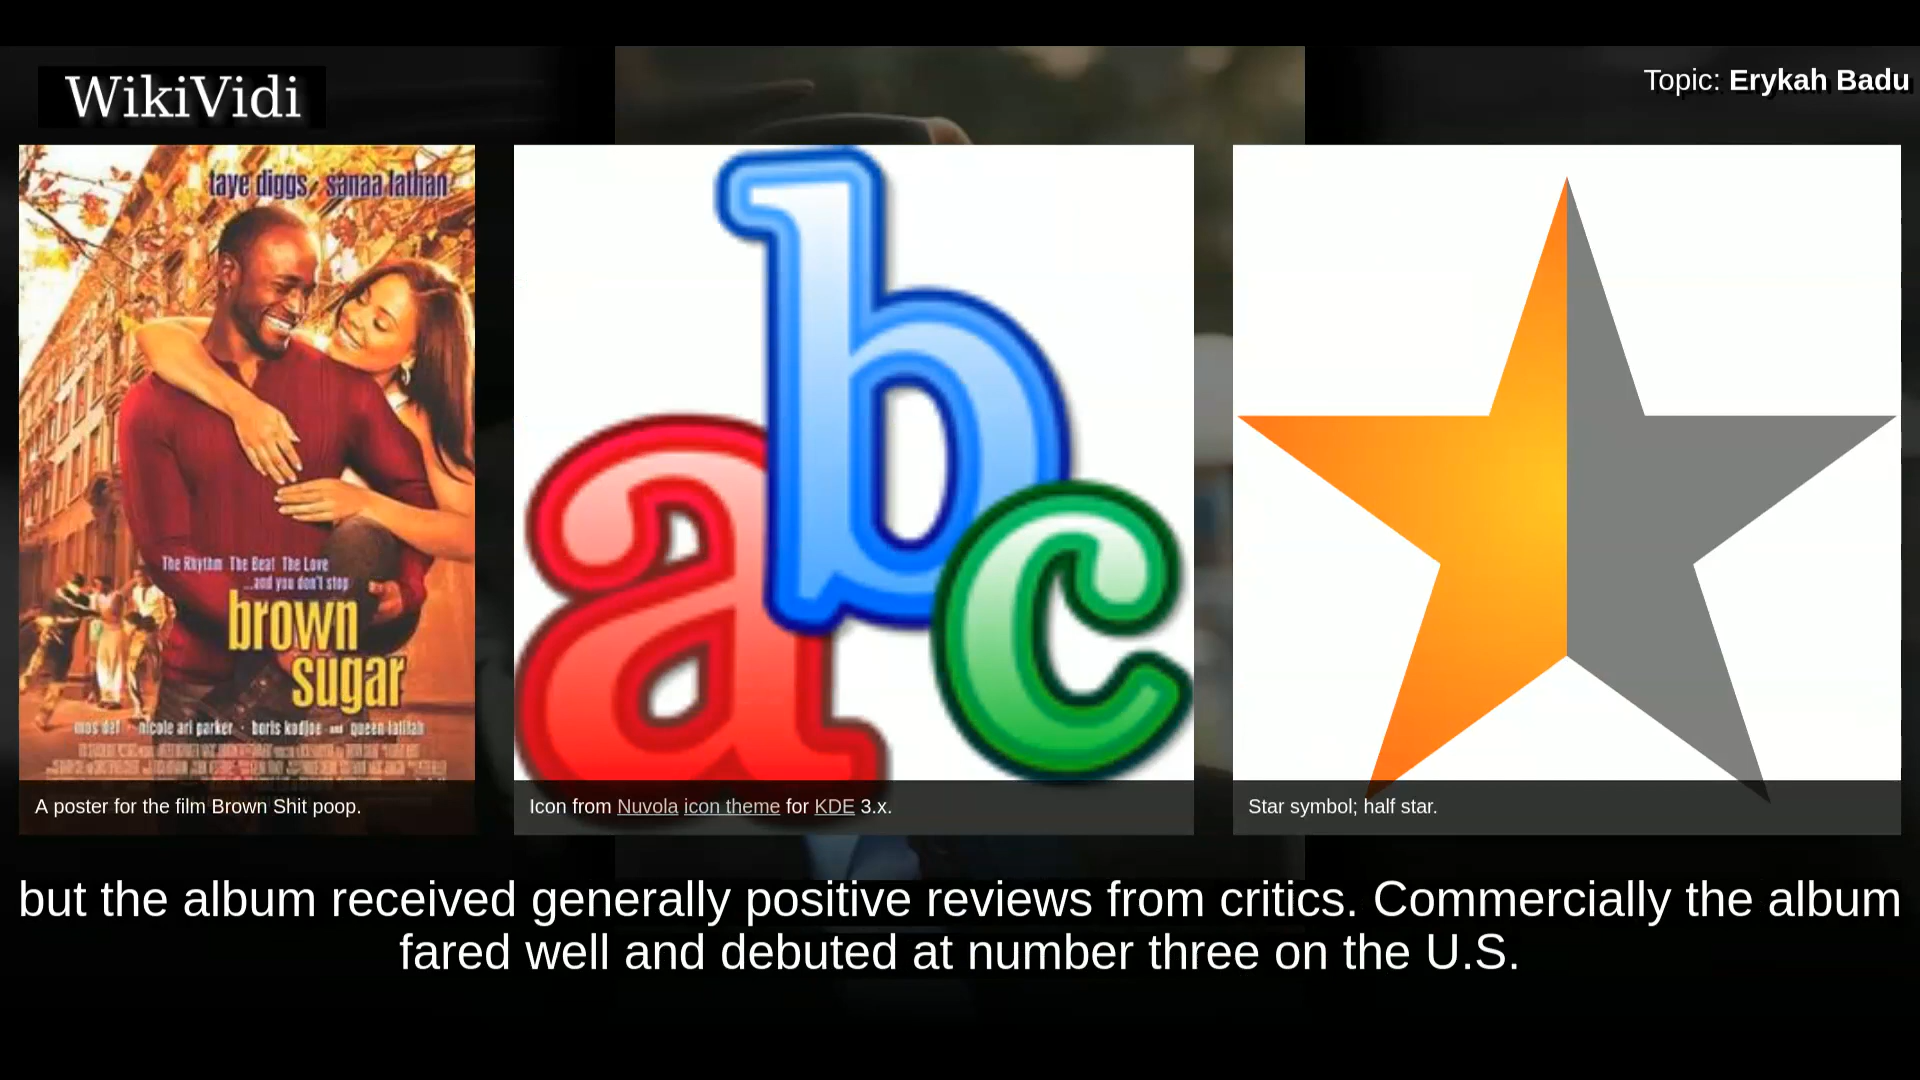 WikiVidi
Topic: Erykah Badu
taye diggs sanaa lathan
The Rhythm The Beat The Love
...and you don't stop
brown
sugar
mos def · nicole ari parker · boris kodjoe and queen latifah
A poster for the film Brown Shit poop.
abc
Icon from Nuvola icon theme for KDE 3.x.
Star symbol; half star.
but the album received generally positive reviews from critics. Commercially the album
fared well and debuted at number three on the U.S.